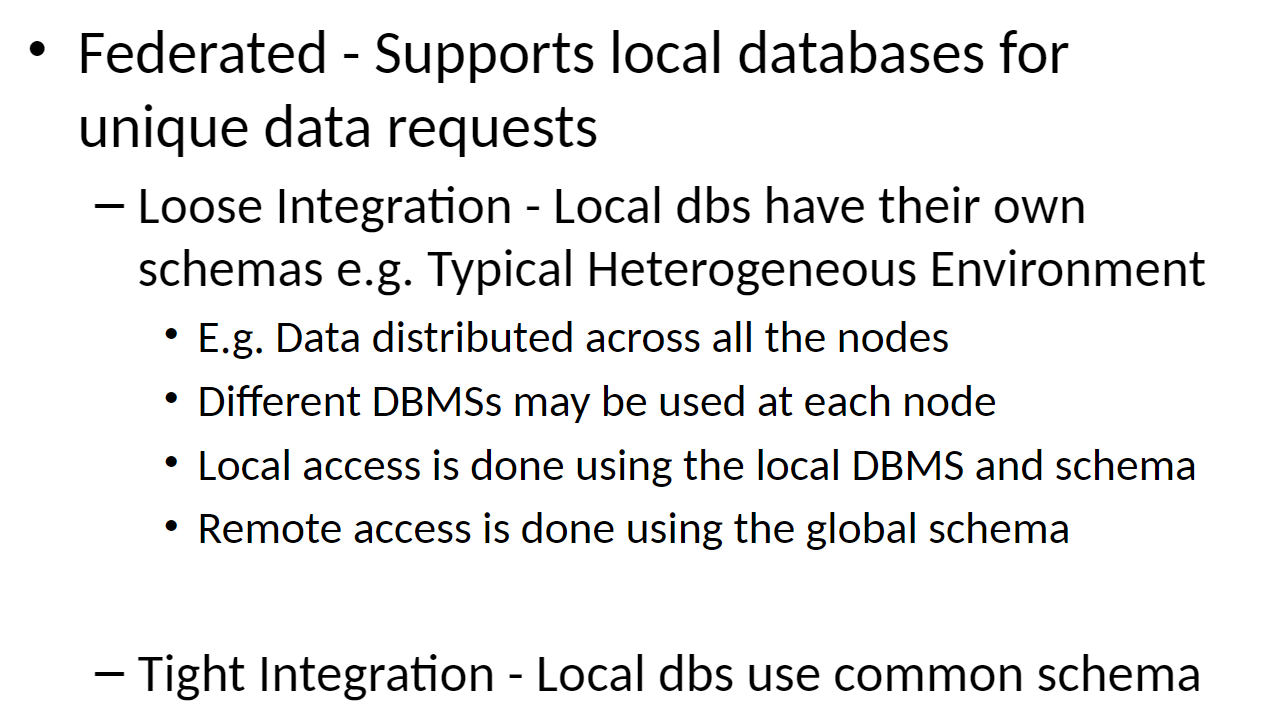 • Federated - Supports local databases for
unique data requests
– Loose Integration - Local dbs have their own
schemas e.g. Typical Heterogeneous Environment
• E.g. Data distributed across all the nodes
• Different DBMSs may be used at each node
• Local access is done using the local DBMS and schema
• Remote access is done using the global schema
– Tight Integration - Local dbs use common schema